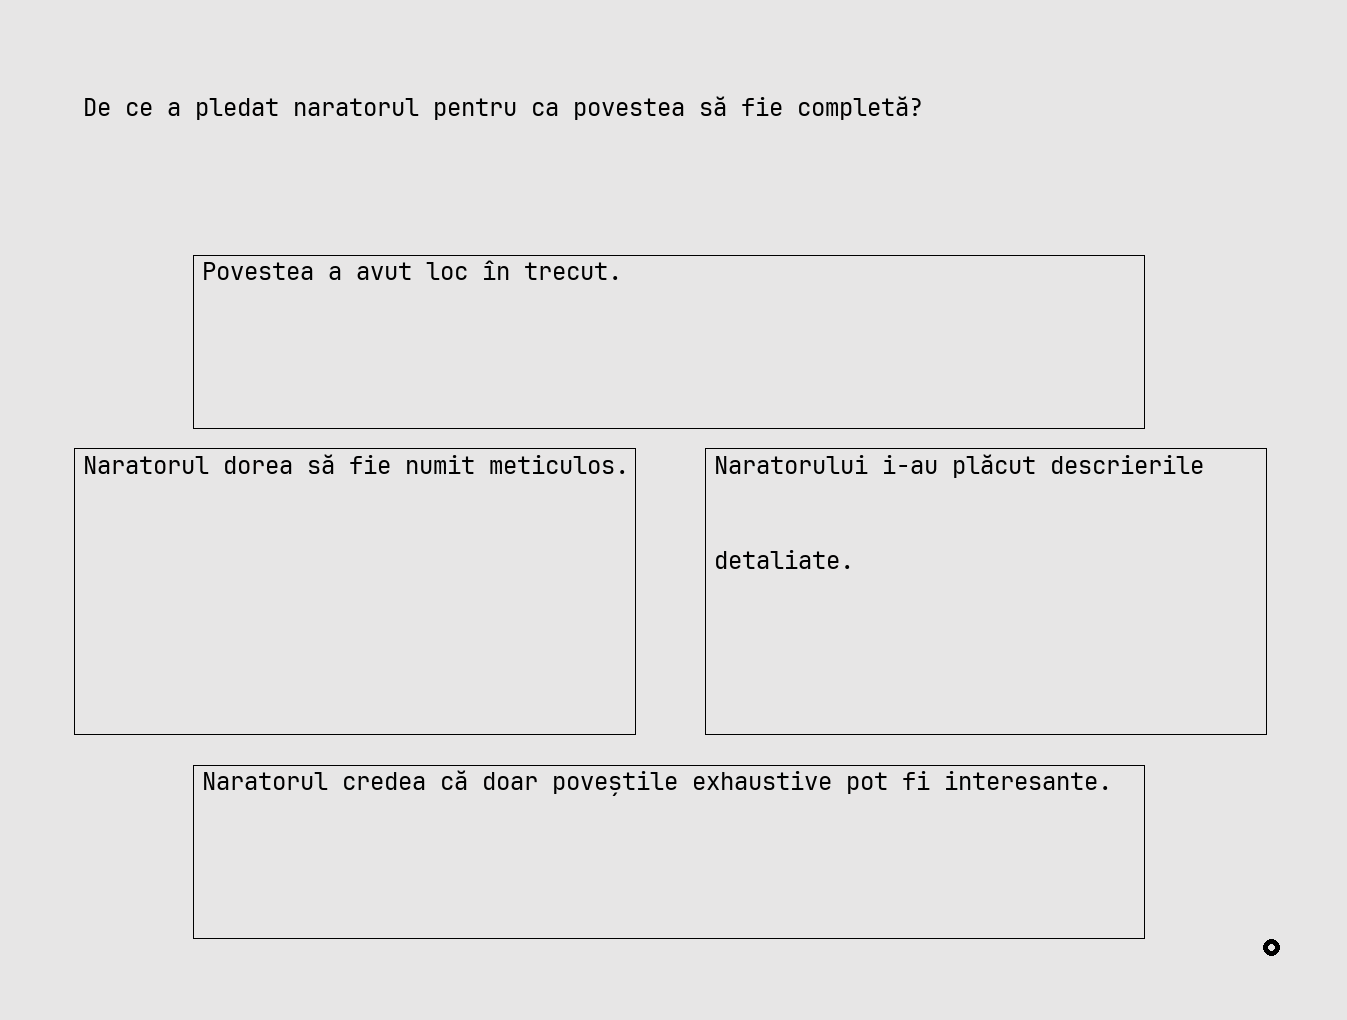 De ce a pledat naratorul pentru ca povestea să fie completă?
Povestea a avut loc în trecut.
Naratorul dorea să fie numit meticulos.
Naratorului i-au plăcut descrierile
detaliate.
Naratorul credea că doar poveștile exhaustive pot fi interesante.